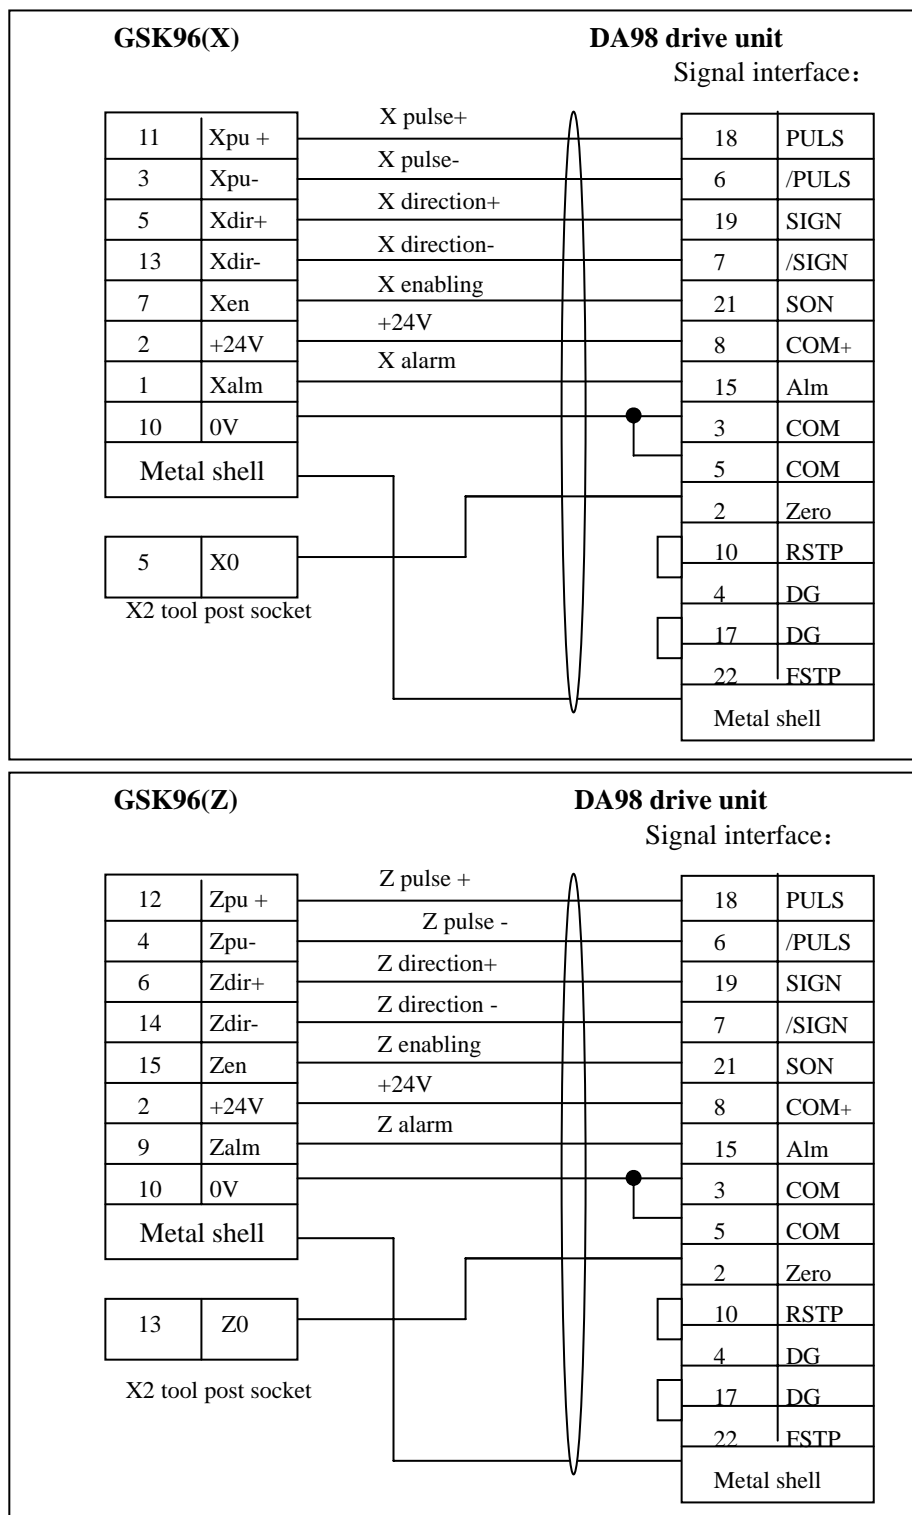 GSK96(X) DA98 drive unit
Signal interface：
11 Xpu + X pulse+ 18 PULS
3 Xpu- X pulse- 6 /PULS
5 Xdir+ X direction+ 19 SIGN
13 Xdir- X direction- 7 /SIGN
7 Xen X enabling 21 SON
2 +24V +24V 8 COM+
1 Xalm X alarm 15 Alm
10 0V 3 COM
Metal shell 5 COM
2 Zero
5 X0 10 RSTP
X2 tool post socket 4 DG
17 DG
22 FSTP
Metal shell
GSK96(Z) DA98 drive unit
Signal interface：
12 Zpu + Z pulse + 18 PULS
4 Zpu- Z pulse - 6 /PULS
6 Zdir+ Z direction+ 19 SIGN
14 Zdir- Z direction - 7 /SIGN
15 Zen Z enabling 21 SON
2 +24V +24V 8 COM+
9 Zalm Z alarm 15 Alm
10 0V 3 COM
Metal shell 5 COM
2 Zero
13 Z0 10 RSTP
4 DG
X2 tool post socket 17 DG
22 FSTP
Metal shell